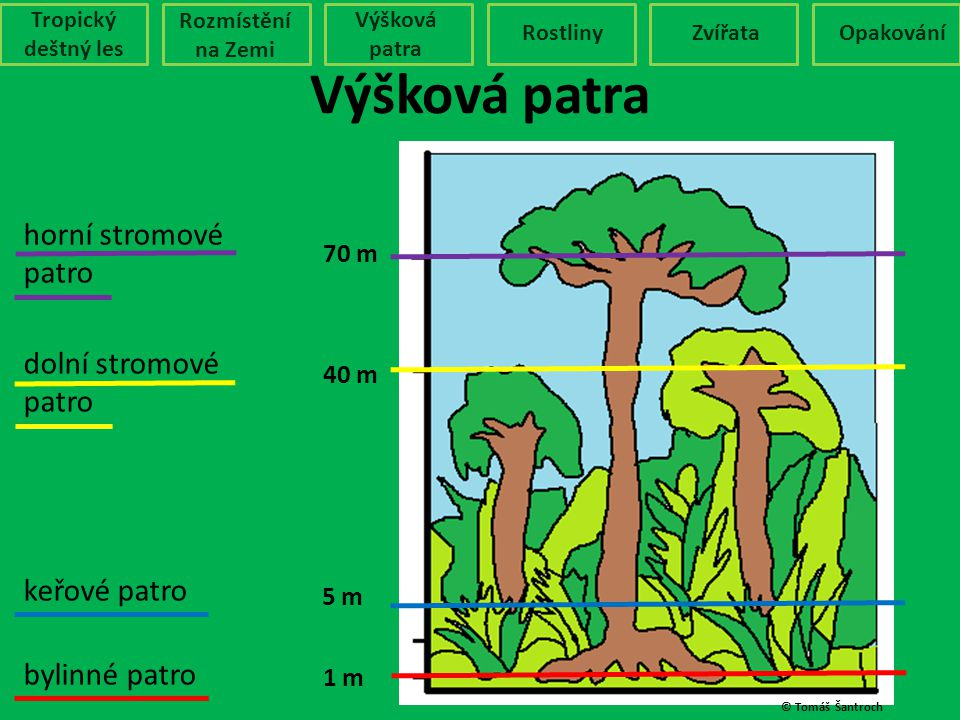 Tropický
deštný les
Rozmístění
na Zemi
Výšková
patra
Rostliny
Zvířata
Opakování
Výšková patra
horní stromové
patro
70 m
dolní stromové
patro
40 m
keřové patro
5 m
bylinné patro
1 m
© Tomáš Šantroch